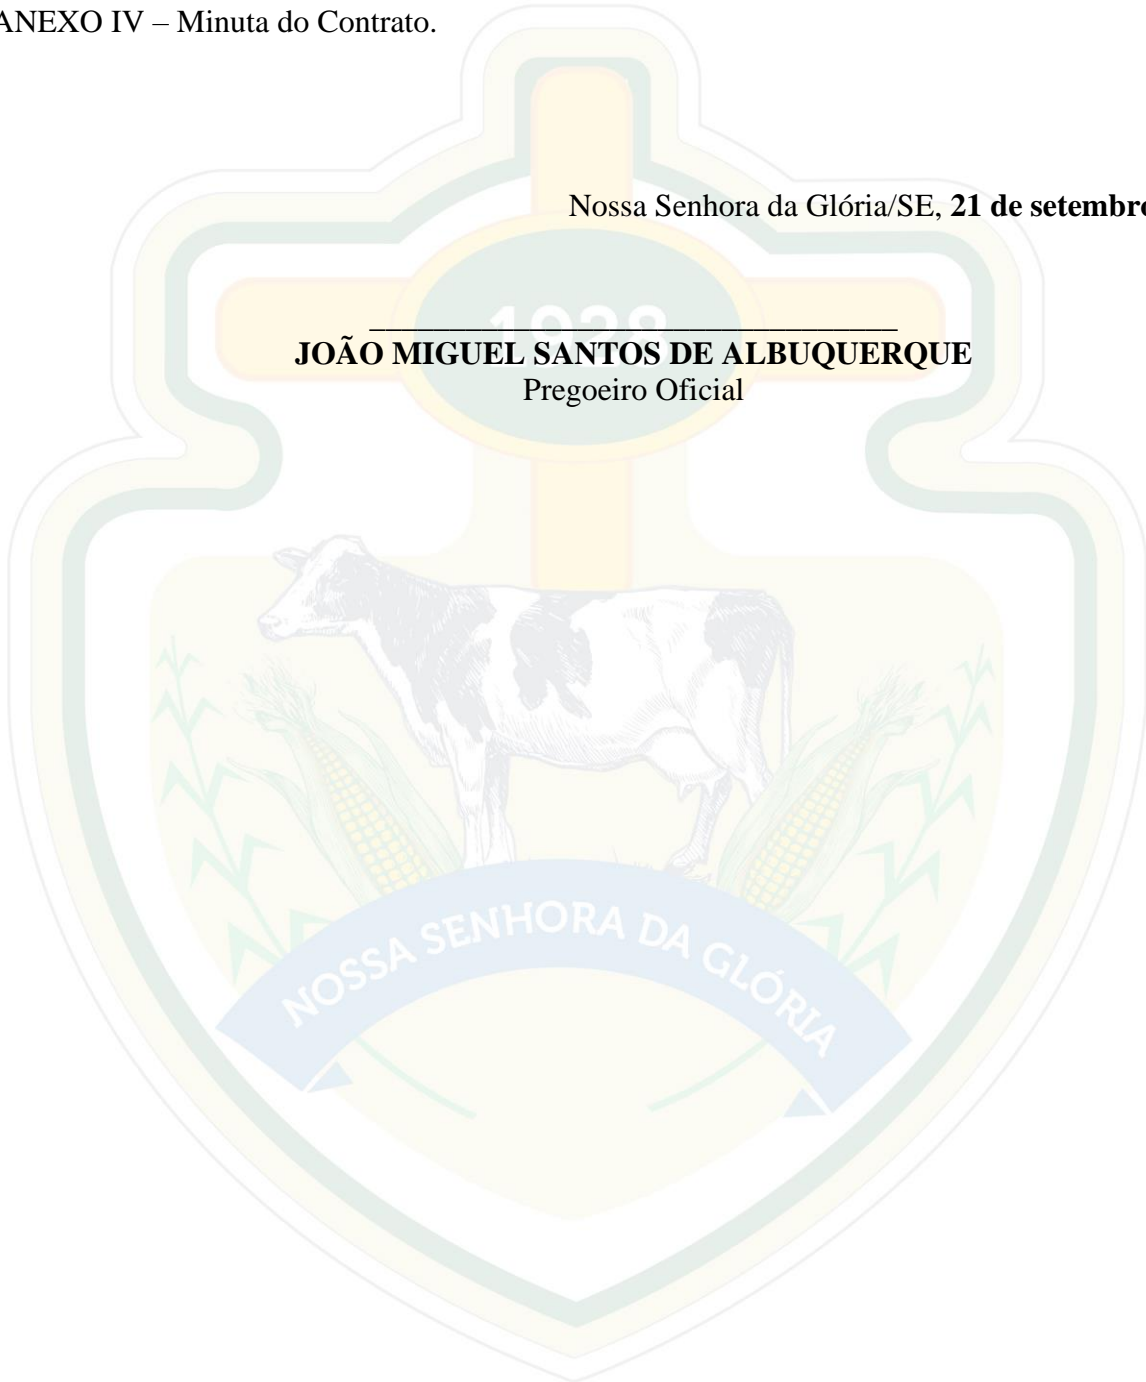 ANEXO IV – Minuta do Contrato.
Nossa Senhora da Glória/SE, 21 de setembro
1928
JOÃO MIGUEL SANTOS DE ALBUQUERQUE
Pregoeiro Oficial
NOSSA SENHORA DA GLÓRIA